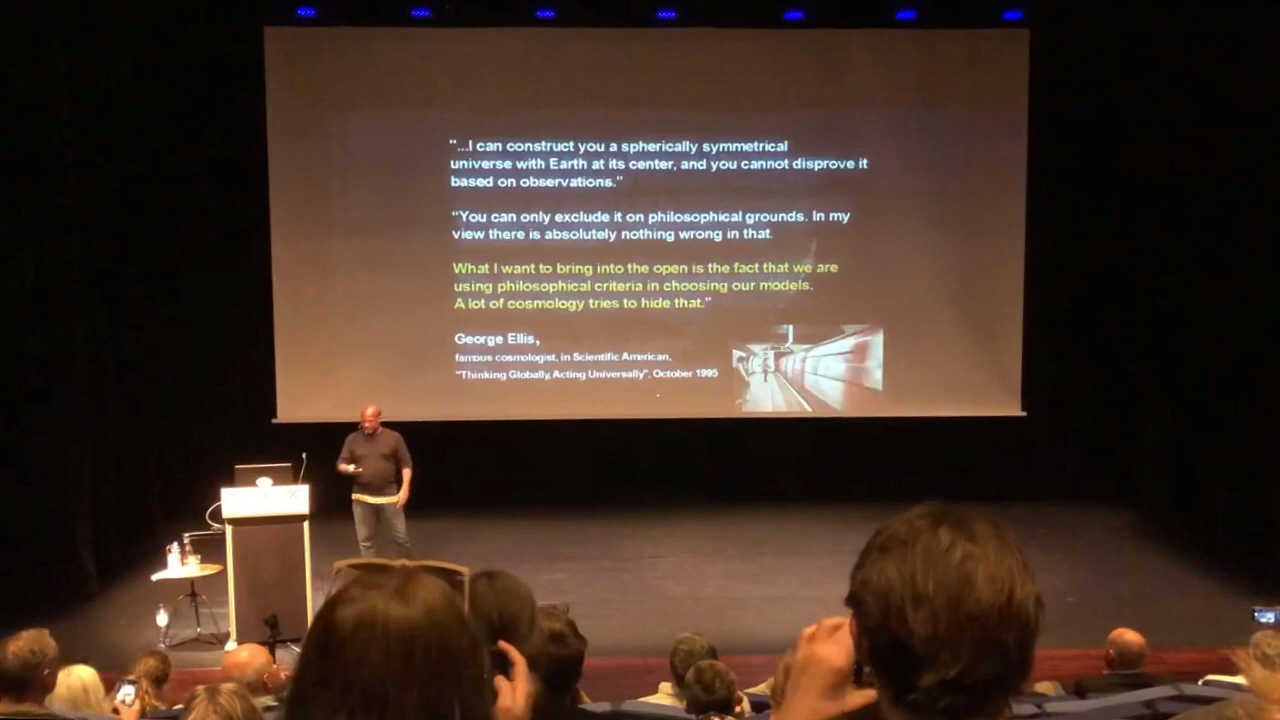 "...I can construct you a spherically symmetrical
universe with Earth at its center, and you cannot disprove it
based on observations."
"You can only exclude it on philosophical grounds. In my
view there is absolutely nothing wrong in that.
What I want to bring into the open is the fact that we are
using philosophical criteria in choosing our models.
A lot of cosmology tries to hide that."
George Ellis,
famous cosmologist, in Scientific American,
"Thinking Globally, Acting Universally", October 1995